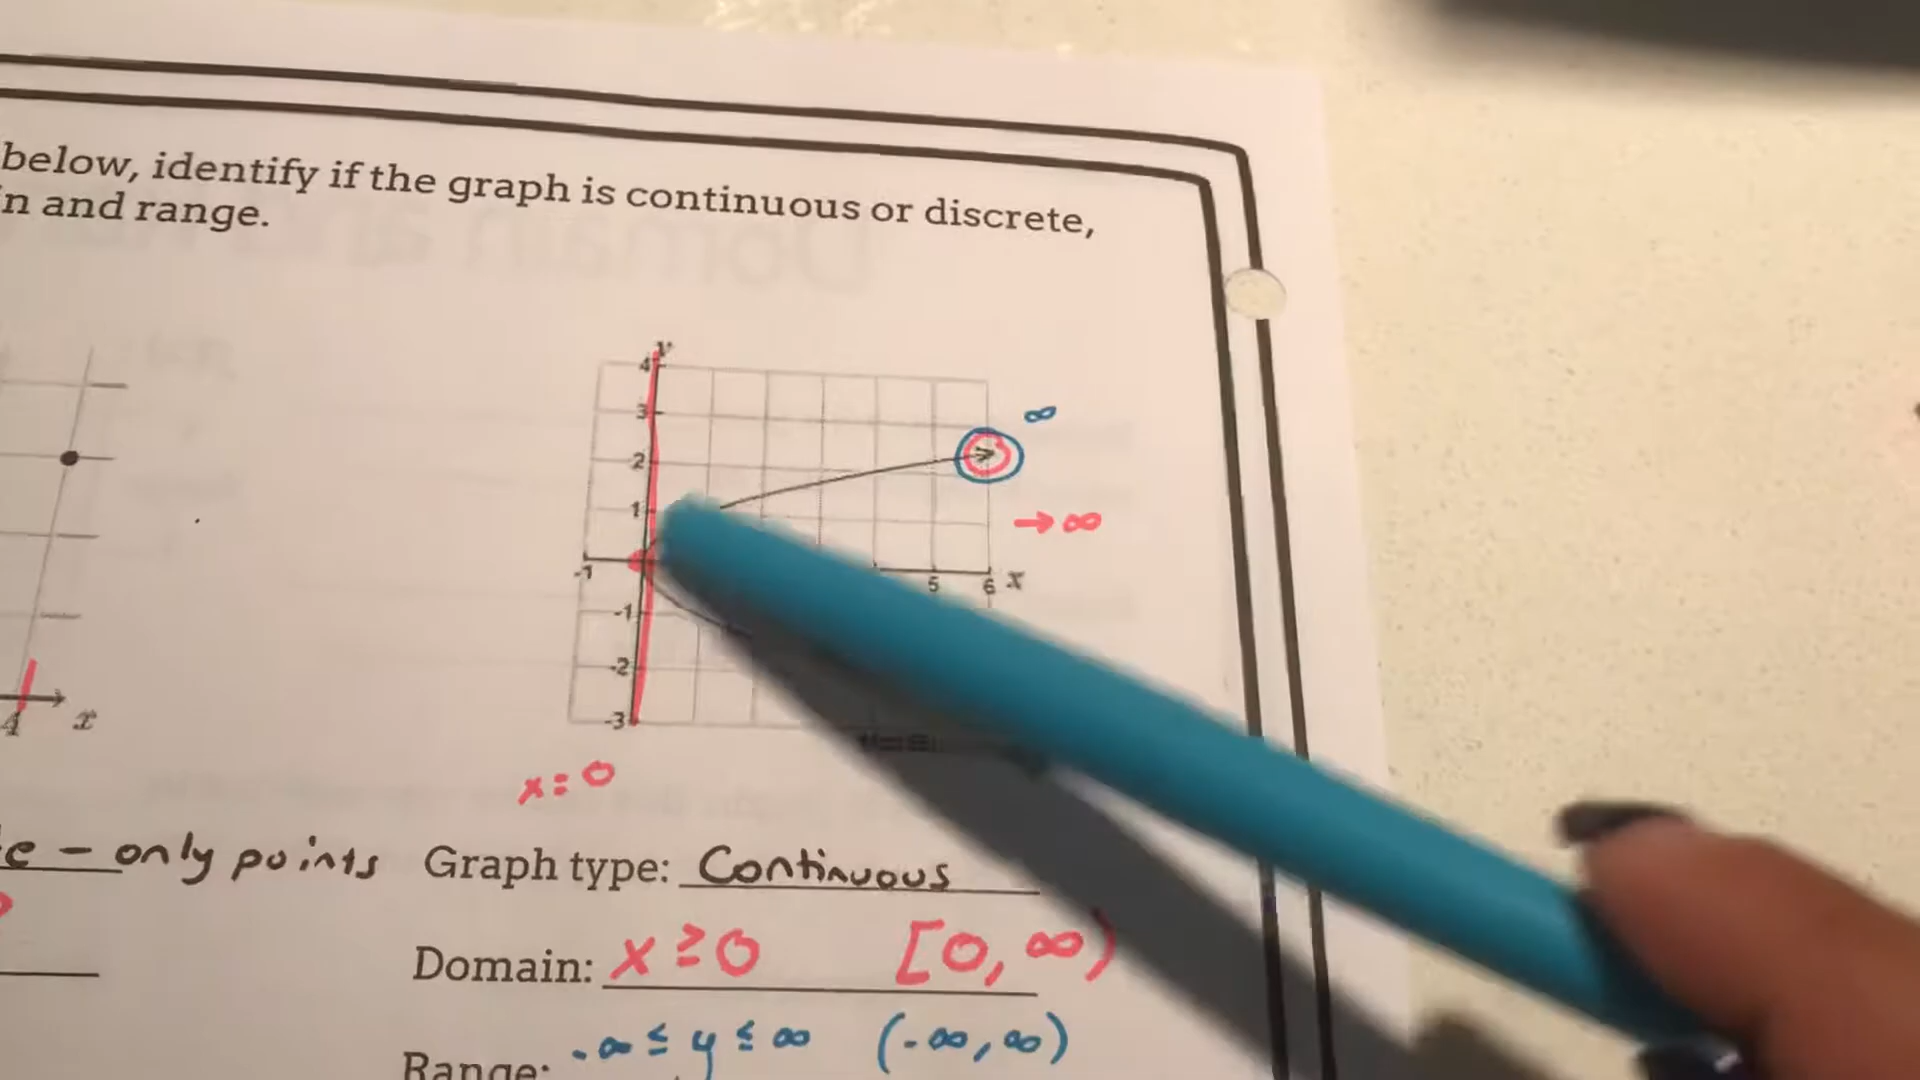 below, identify if the graph is continuous or discrete,
n and range.
y
4
3
2
1
-1
-1
-2
-3
5
6
x
∞
→ ∞
4
x
x = 0
e – only points
Graph type: Continuous
Domain: x ≥ 0 [0, ∞)
Range: -∞ ≤ y ≤ ∞ (-∞, ∞)